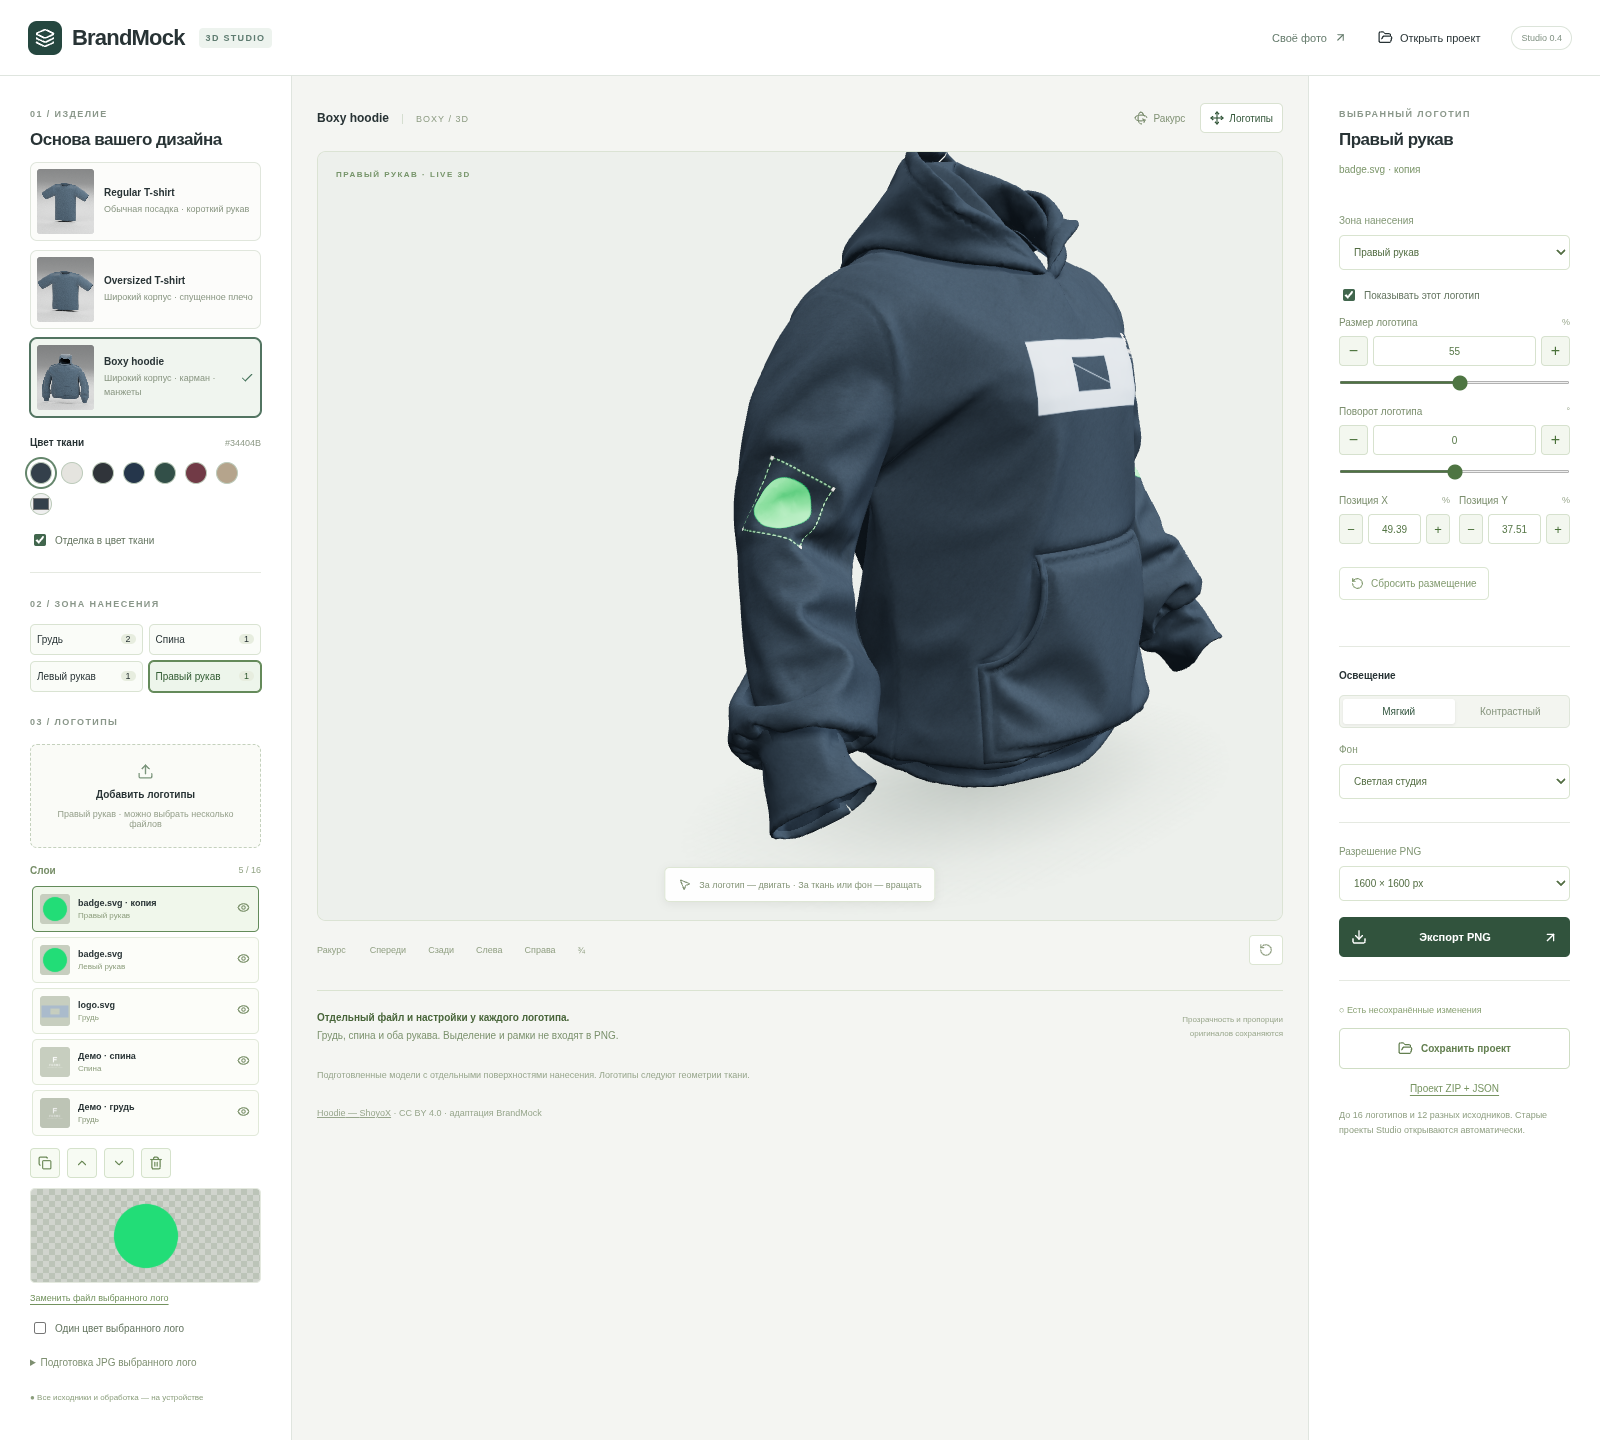 BrandMock
3D STUDIO
Своё фото
Открыть проект
Studio 0.4
01 / ИЗДЕЛИЕ
Основа вашего дизайна
Regular T-shirt
Обычная посадка · короткий рукав
Oversized T-shirt
Широкий корпус · спущенное плечо
Boxy hoodie
Широкий корпус · карман ·
манжеты
Цвет ткани
#34404B
Отделка в цвет ткани
02 / ЗОНА НАНЕСЕНИЯ
Грудь 2
Спина 1
Левый рукав 1
Правый рукав 1
03 / ЛОГОТИПЫ
Добавить логотипы
Правый рукав · можно выбрать несколько
файлов
Слои
5 / 16
badge.svg · копия
Правый рукав
badge.svg
Левый рукав
logo.svg
Грудь
Демо · спина
Спина
Демо · грудь
Грудь
Заменить файл выбранного лого
Один цвет выбранного лого
▶ Подготовка JPG выбранного лого
● Все исходники и обработка — на устройстве
Boxy hoodie
BOXY / 3D
Ракурс
Логотипы
ПРАВЫЙ РУКАВ · LIVE 3D
За логотип — двигать · За ткань или фон — вращать
Ракурс
Спереди
Сзади
Слева
Справа
¾
Отдельный файл и настройки у каждого логотипа.
Грудь, спина и оба рукава. Выделение и рамки не входят в PNG.
Прозрачность и пропорции
оригиналов сохраняются
Подготовленные модели с отдельными поверхностями нанесения. Логотипы следуют геометрии ткани.
Hoodie — ShoyoX · CC BY 4.0 · адаптация BrandMock
ВЫБРАННЫЙ ЛОГОТИП
Правый рукав
badge.svg · копия
Зона нанесения
Правый рукав
Показывать этот логотип
Размер логотипа %
− 55 +
Поворот логотипа °
− 0 +
Позиция X % Позиция Y %
− 49.39 + − 37.51 +
Сбросить размещение
Освещение
Мягкий
Контрастный
Фон
Светлая студия
Разрешение PNG
1600 × 1600 px
Экспорт PNG
○ Есть несохранённые изменения
Сохранить проект
Проект ZIP + JSON
До 16 логотипов и 12 разных исходников. Старые
проекты Studio открываются автоматически.